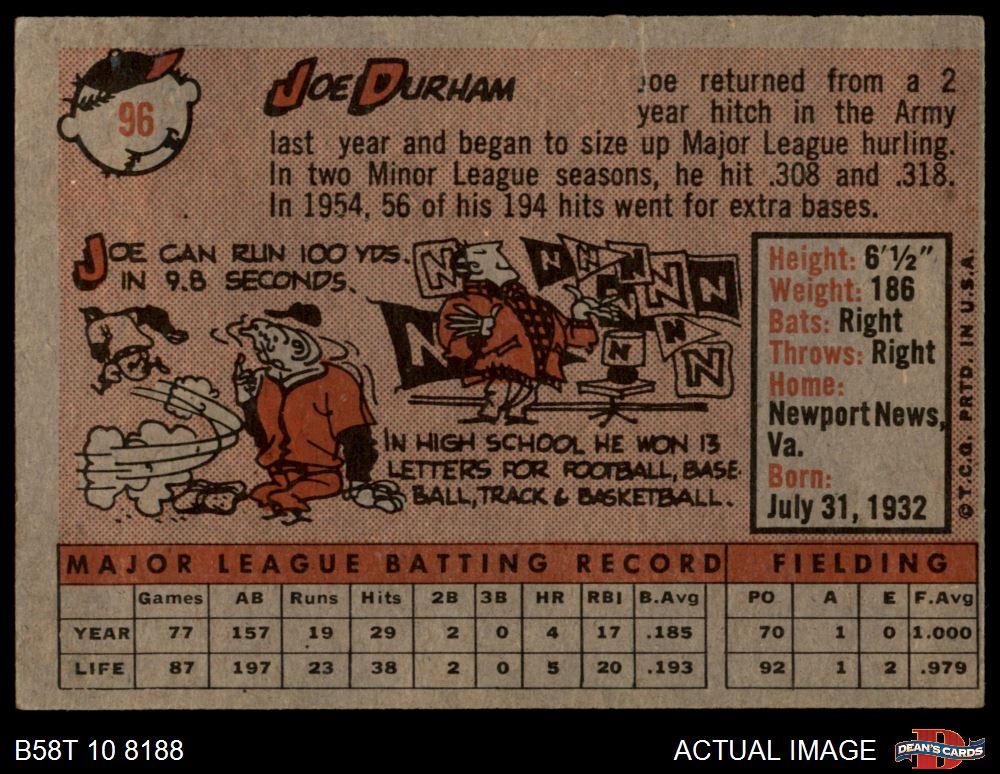 96
JOE DURHAM
Joe returned from a 2
year hitch in the Army
last year and began to size up Major League hurling.
In two Minor League seasons, he hit .308 and .318.
In 1954, 56 of his 194 hits went for extra bases.
JOE CAN RUN 100 YDS.
IN 9.8 SECONDS.
N N N N N N N N N N N
IN HIGH SCHOOL HE WON 13
LETTERS FOR FOOTBALL, BASE-
BALL, TRACK & BASKETBALL.
Height: 6'½"
Weight: 186
Bats: Right
Throws: Right
Home:
Newport News,
Va.
Born:
July 31, 1932
© T.C.G. PRTD. IN U.S.A.
MAJOR LEAGUE BATTING RECORD FIELDING
Games AB Runs Hits 2B 3B HR RBI B.Avg PO A E F.Avg
YEAR 77 157 19 29 2 0 4 17 .185 70 1 0 1.000
LIFE 87 197 23 38 2 0 5 20 .193 92 1 2 .979
B58T 10 8188
ACTUAL IMAGE
D
DEAN'S CARDS